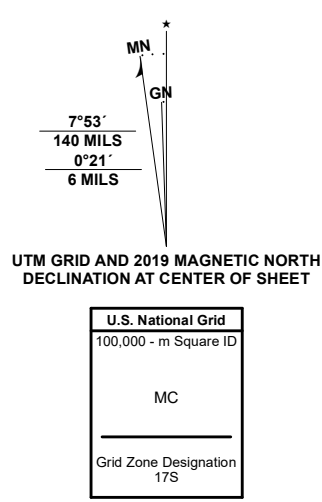 MN
GN
7°53´
140 MILS
0°21´
6 MILS
UTM GRID AND 2019 MAGNETIC NORTH
DECLINATION AT CENTER OF SHEET
U.S. National Grid
100,000 - m Square ID
MC
Grid Zone Designation
17S